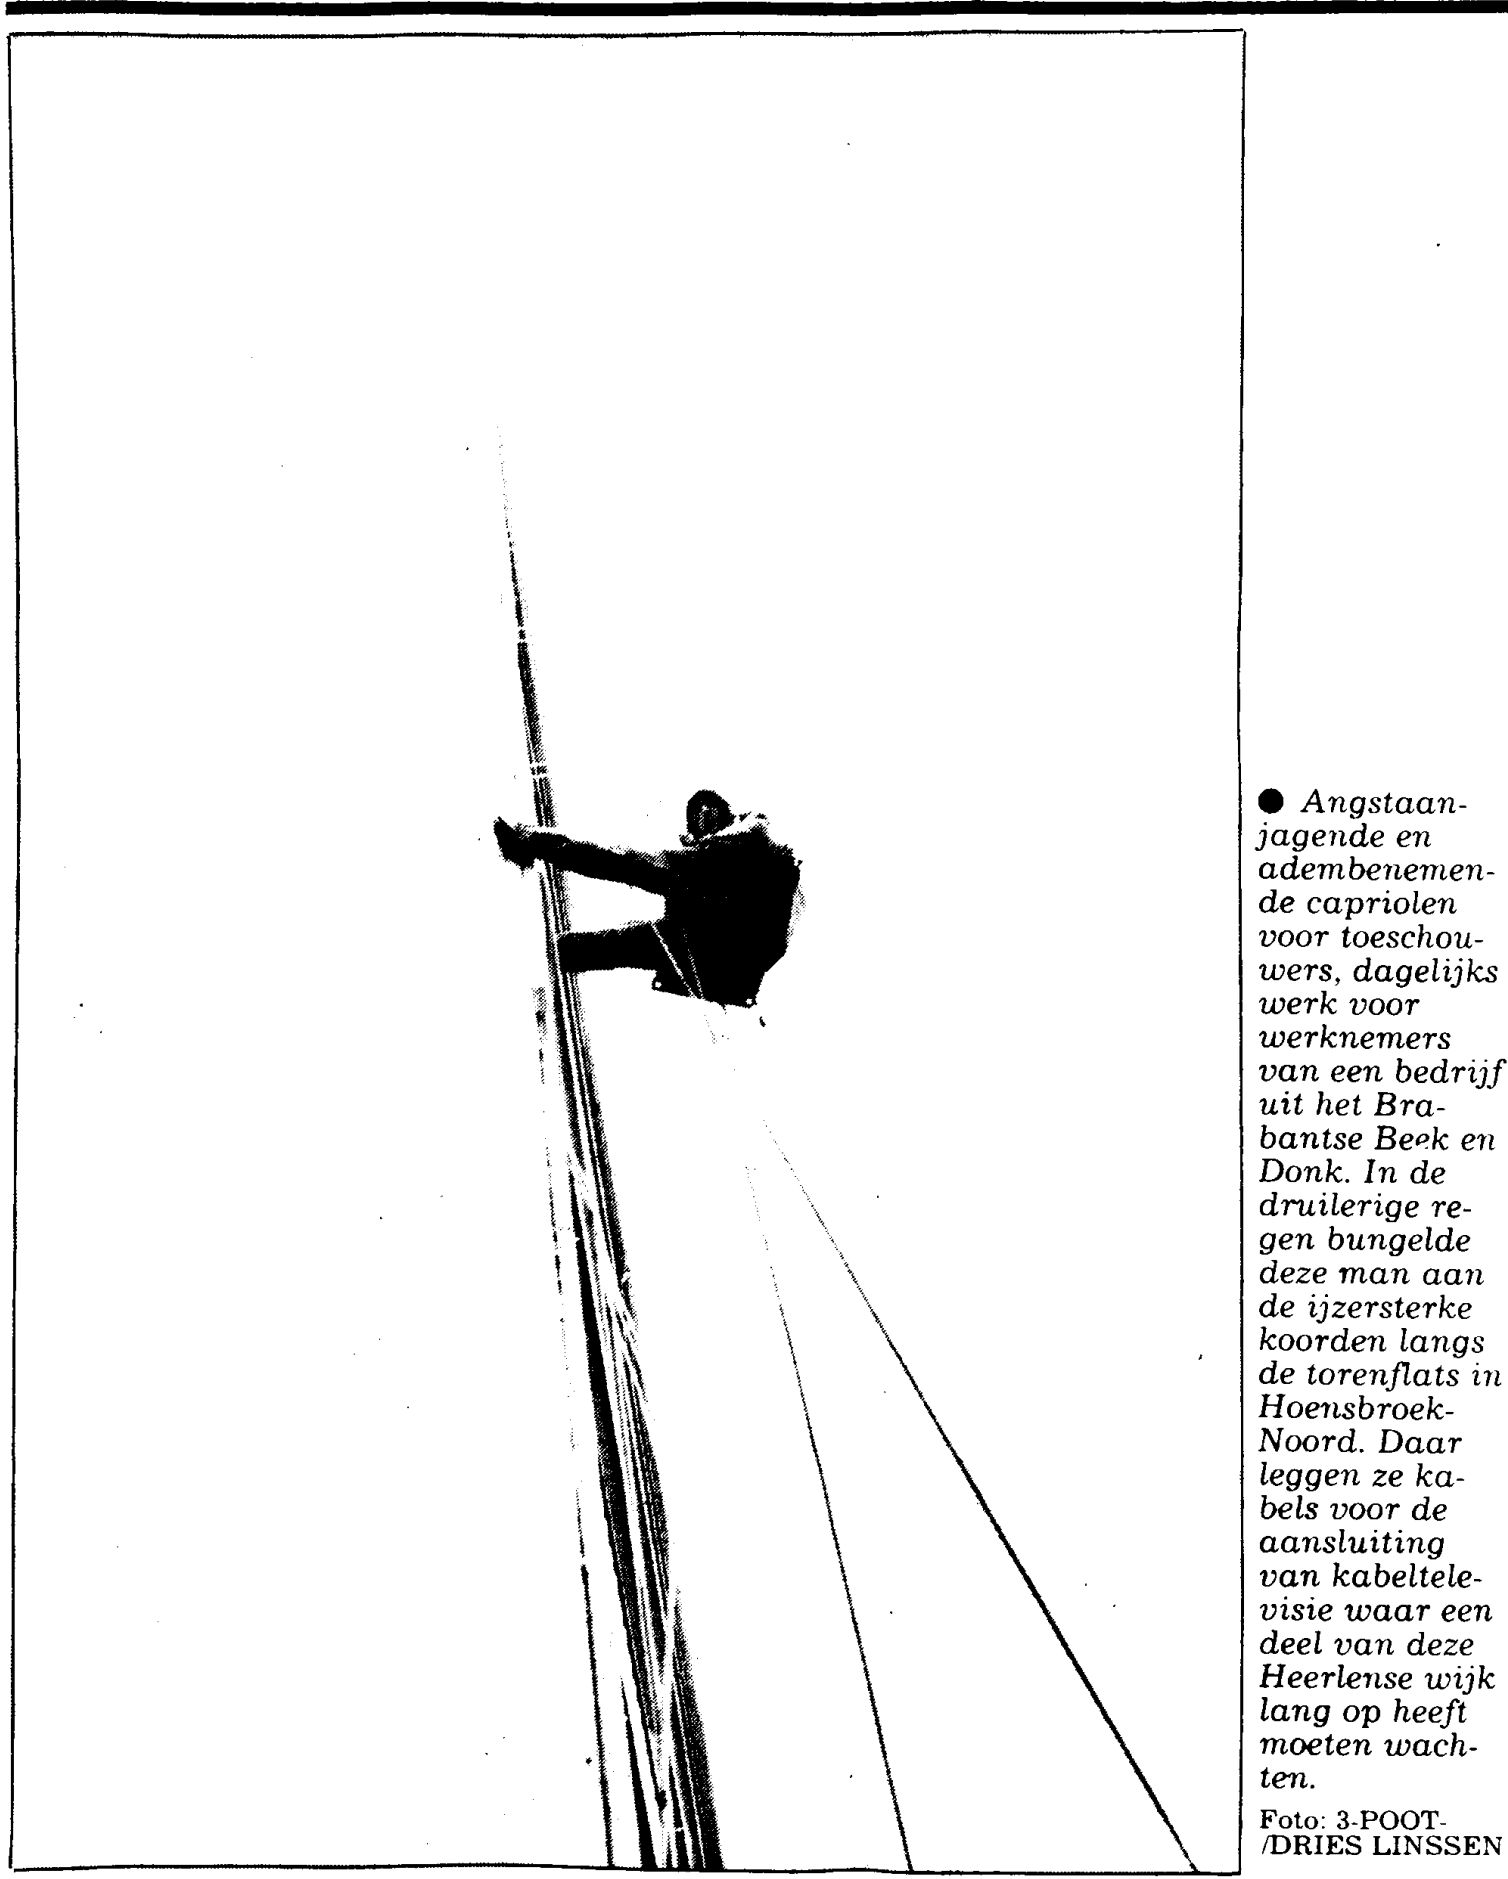 ● Angstaan-
jagende en
adembenemen-
de capriolen
voor toeschou-
wers, dagelijks
werk voor
werknemers
van een bedrijf
uit het Bra-
bantse Beek en
Donk. In de
druilerige re-
gen bungelde
deze man aan
de ijzersterke
koorden langs
de torenflats in
Hoensbroek-
Noord. Daar
leggen ze ka-
bels voor de
aansluiting
van kabeltele-
visie waar een
deel van deze
Heerlense wijk
lang op heeft
moeten wach-
ten.
Foto: 3-POOT-
/DRIES LINSSEN